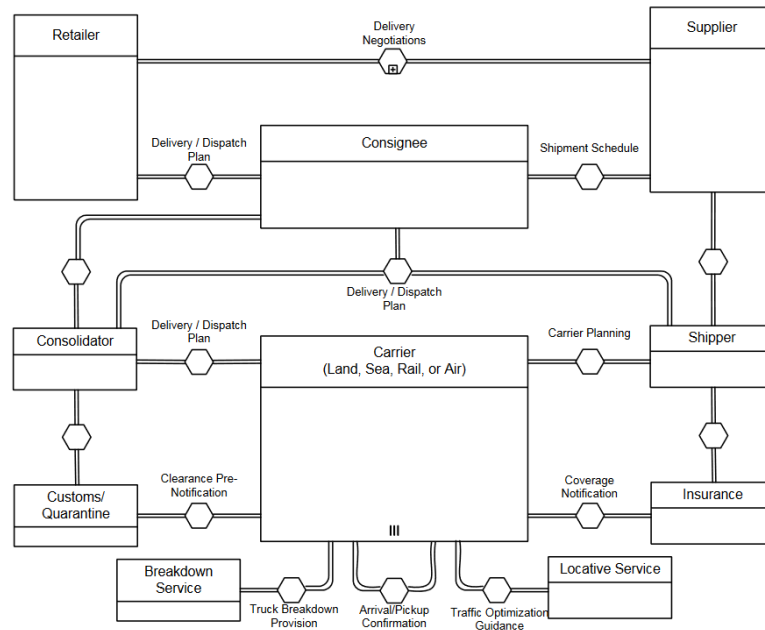 Retailer
Delivery
Negotiations
Supplier
Delivery / Dispatch
Plan
Consignee
Shipment Schedule
Delivery / Dispatch
Plan
Consolidator
Delivery / Dispatch
Plan
Carrier
(Land, Sea, Rail, or Air)
Carrier Planning
Shipper
Customs/
Quarantine
Clearance Pre-
Notification
Coverage
Notification
Insurance
Breakdown
Service
Truck Breakdown
Provision
Arrival/Pickup
Confirmation
Traffic Optimization
Guidance
Locative Service